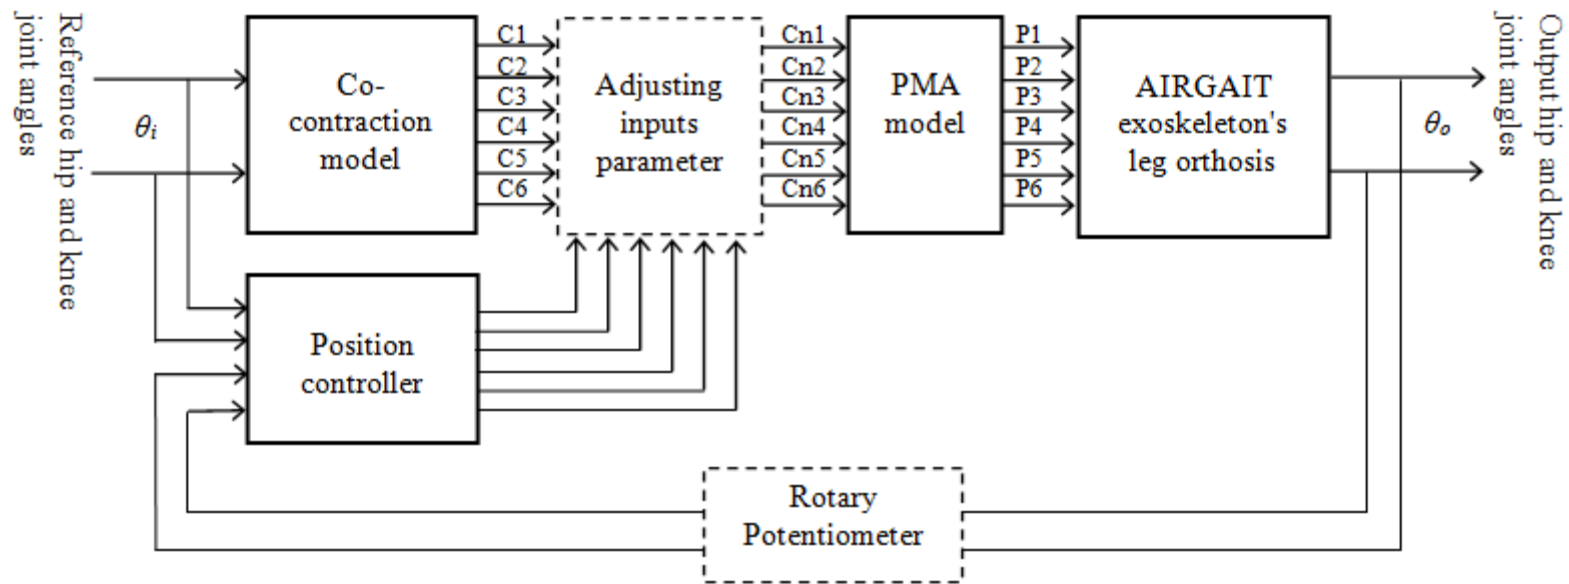 Reference hip and knee
joint angles
θi
Co-
contraction
model
C1
C2
C3
C4
C5
C6
Adjusting
inputs
parameter
Cn1
Cn2
Cn3
Cn4
Cn5
Cn6
PMA
model
P1
P2
P3
P4
P5
P6
AIRGAIT
exoskeleton's
leg orthosis
θo
Output hip and knee
joint angles
Position
controller
Rotary
Potentiometer